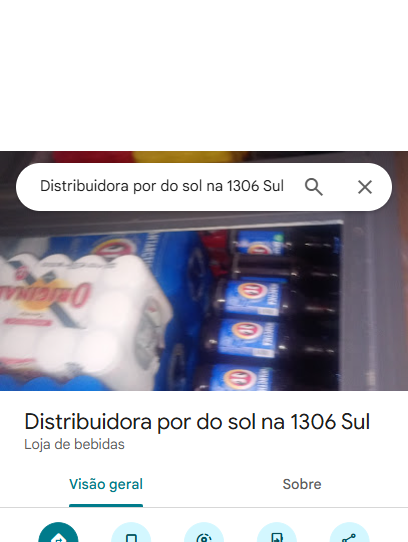 Distribuidora por do sol na 1306 Sul
ORIGINAL
Distribuidora por do sol na 1306 Sul
Loja de bebidas
Visão geral
Sobre